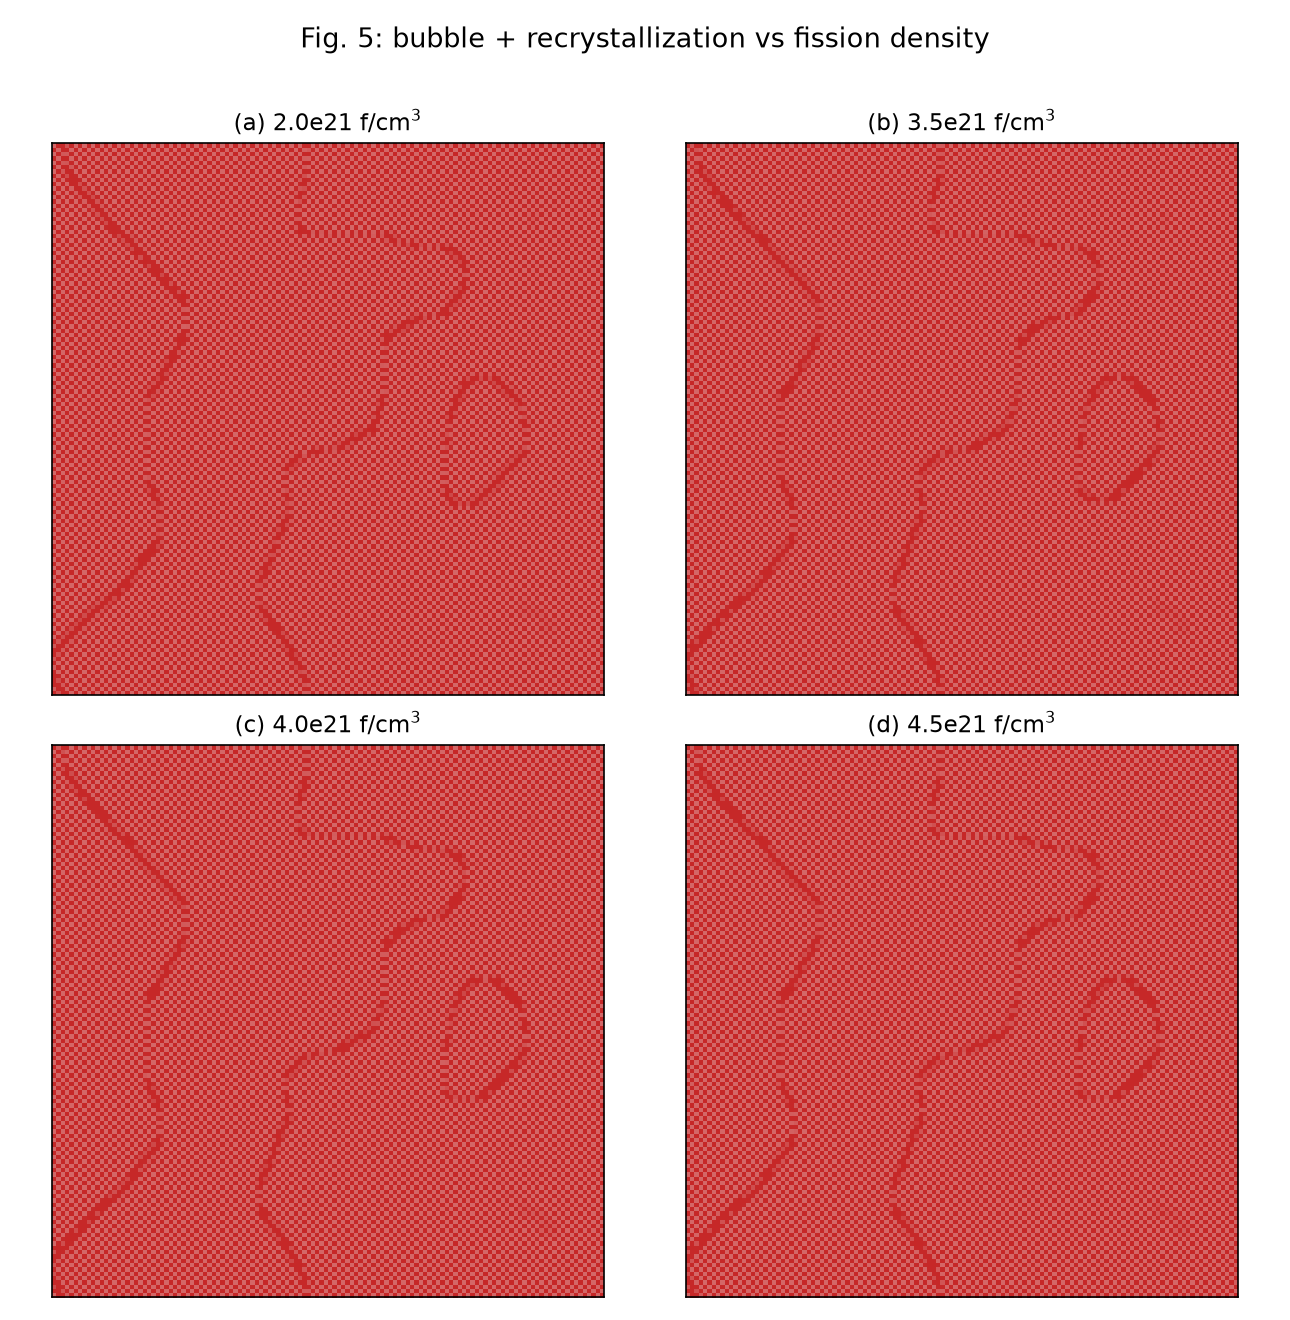 Fig. 5: bubble + recrystallization vs fission density
(a) 2.0e21 f/cm³
(b) 3.5e21 f/cm³
(c) 4.0e21 f/cm³
(d) 4.5e21 f/cm³